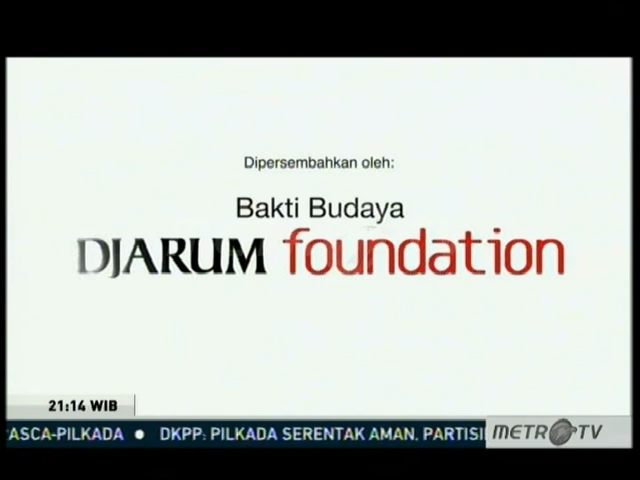 Dipersembahkan oleh:
Bakti Budaya
DJARUM foundation
21:14 WIB
ASCA-PILKADA ● DKPP: PILKADA SERENTAK AMAN, PARTISI
METRO TV